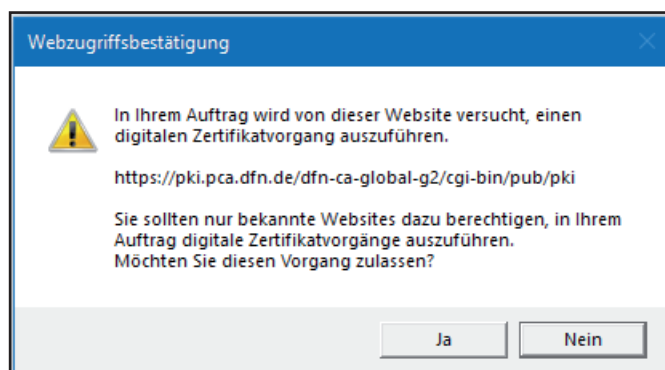 Webzugriffsbestätigung
In Ihrem Auftrag wird von dieser Website versucht, einen
digitalen Zertifikatvorgang auszuführen.
https://pki.pca.dfn.de/dfn-ca-global-g2/cgi-bin/pub/pki
Sie sollten nur bekannte Websites dazu berechtigen, in Ihrem
Auftrag digitale Zertifikatvorgänge auszuführen.
Möchten Sie diesen Vorgang zulassen?
Ja
Nein